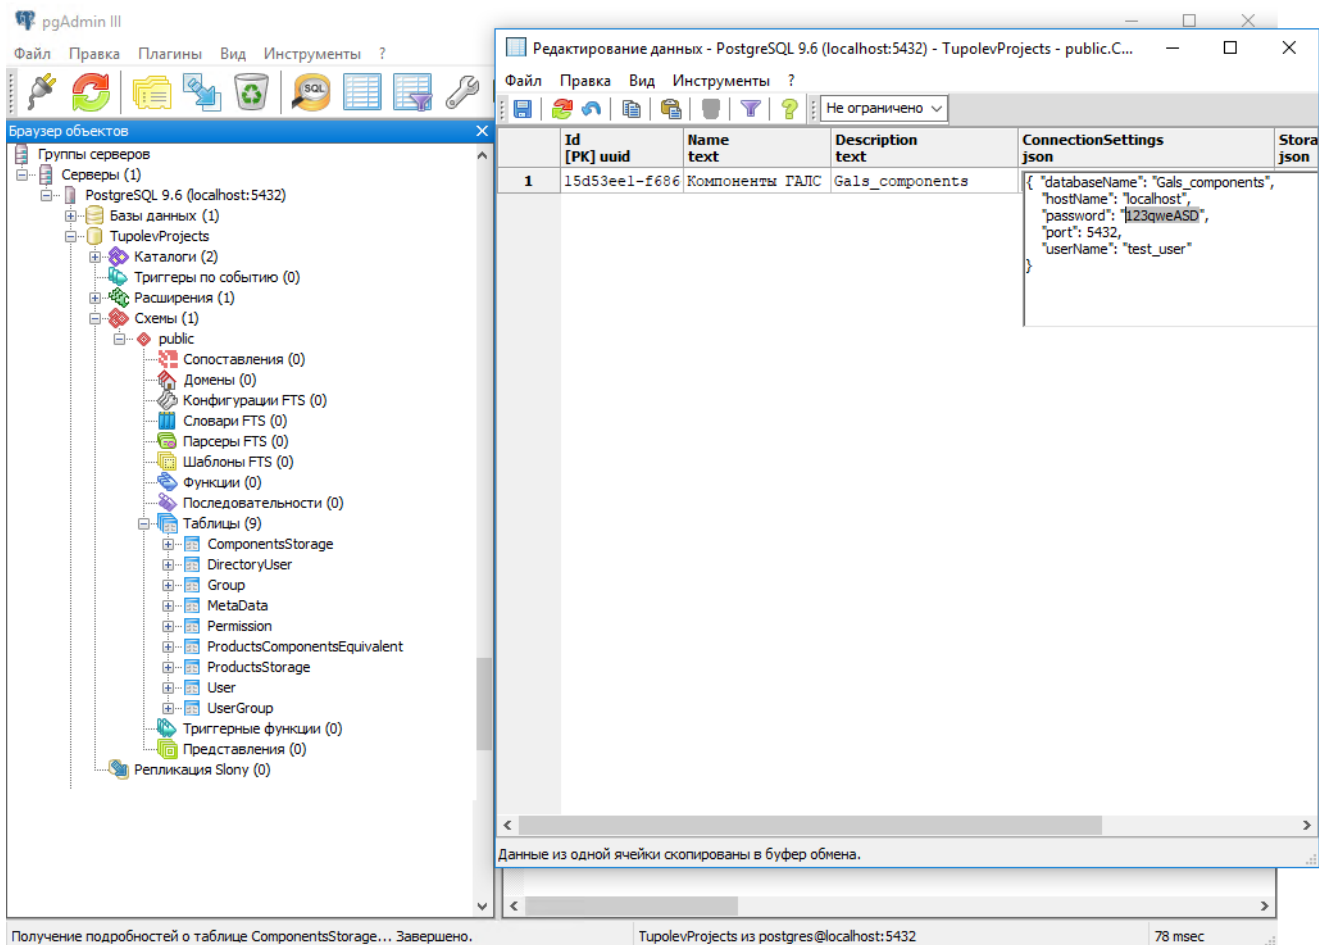 pgAdmin III
Файл Правка Плагины Вид Инструменты ?
SQL
Браузер объектов
Группы серверов
Серверы (1)
PostgreSQL 9.6 (localhost:5432)
Базы данных (1)
TupolevProjects
Каталоги (2)
Триггеры по событию (0)
Расширения (1)
Схемы (1)
public
Сопоставления (0)
Домены (0)
Конфигурации FTS (0)
Словари FTS (0)
Парсеры FTS (0)
Шаблоны FTS (0)
Функции (0)
Последовательности (0)
Таблицы (9)
ComponentsStorage
DirectoryUser
Group
MetaData
Permission
ProductsComponentsEquivalent
ProductsStorage
User
UserGroup
Триггерные функции (0)
Представления (0)
Репликация Slony (0)
Редактирование данных - PostgreSQL 9.6 (localhost:5432) - TupolevProjects - public.C...
Файл Правка Вид Инструменты ?
Не ограничено
Id Name Description ConnectionSettings Stora
[PK] uuid text text json json
1 15d53ee1-f686 Компоненты ГАЛС Gals_components
{ "databaseName": "Gals_components",
"hostName": "localhost",
"password": "123qweASD",
"port": 5432,
"userName": "test_user"
}
Данные из одной ячейки скопированы в буфер обмена.
Получение подробностей о таблице ComponentsStorage... Завершено. TupolevProjects из postgres@localhost:5432 78 msec